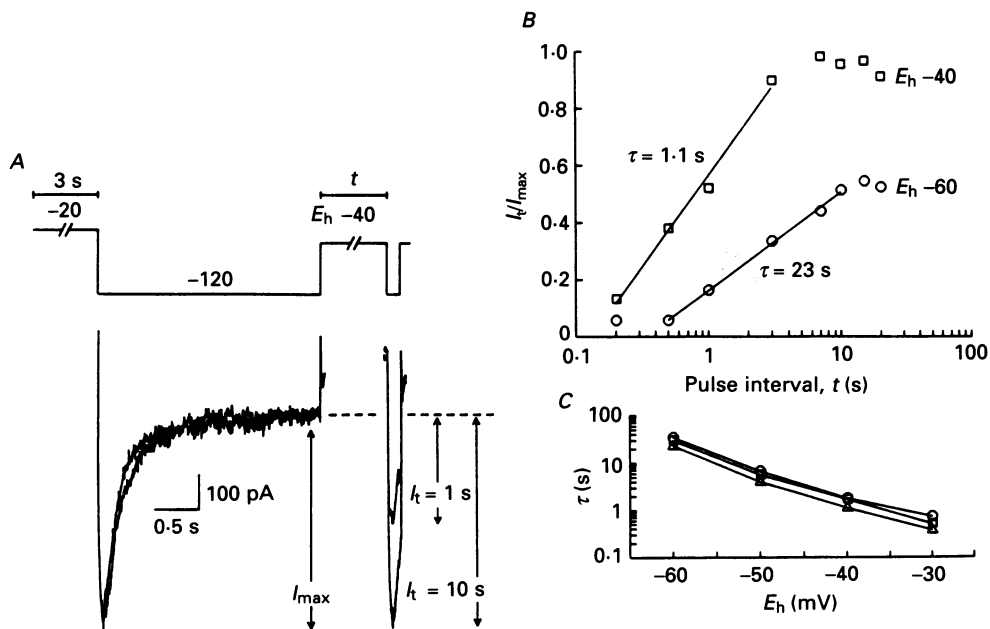 A
3 s
−20
t
Eh −40
−120
100 pA
0·5 s
Imax
It = 1 s
It = 10 s
B
It/Imax
1.0
0.8
0.6
0.4
0.2
0
0.1
1
10
100
Pulse interval, t (s)
τ = 1·1 s
τ = 23 s
Eh −40
Eh −60
C
τ (s)
100
10
1
0.1
−60
−50
−40
−30
Eh (mV)